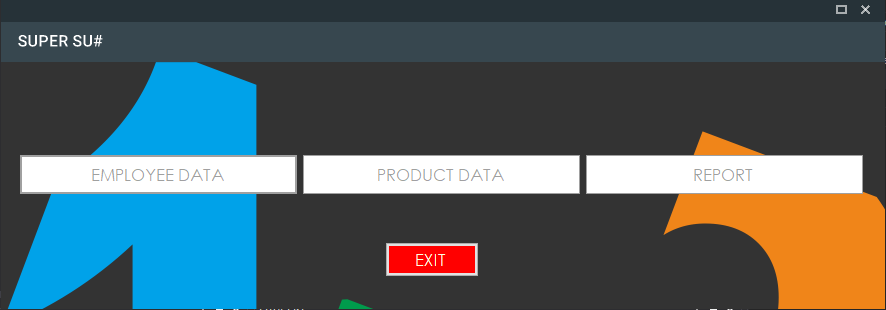 SUPER SU#
EMPLOYEE DATA
PRODUCT DATA
REPORT
EXIT